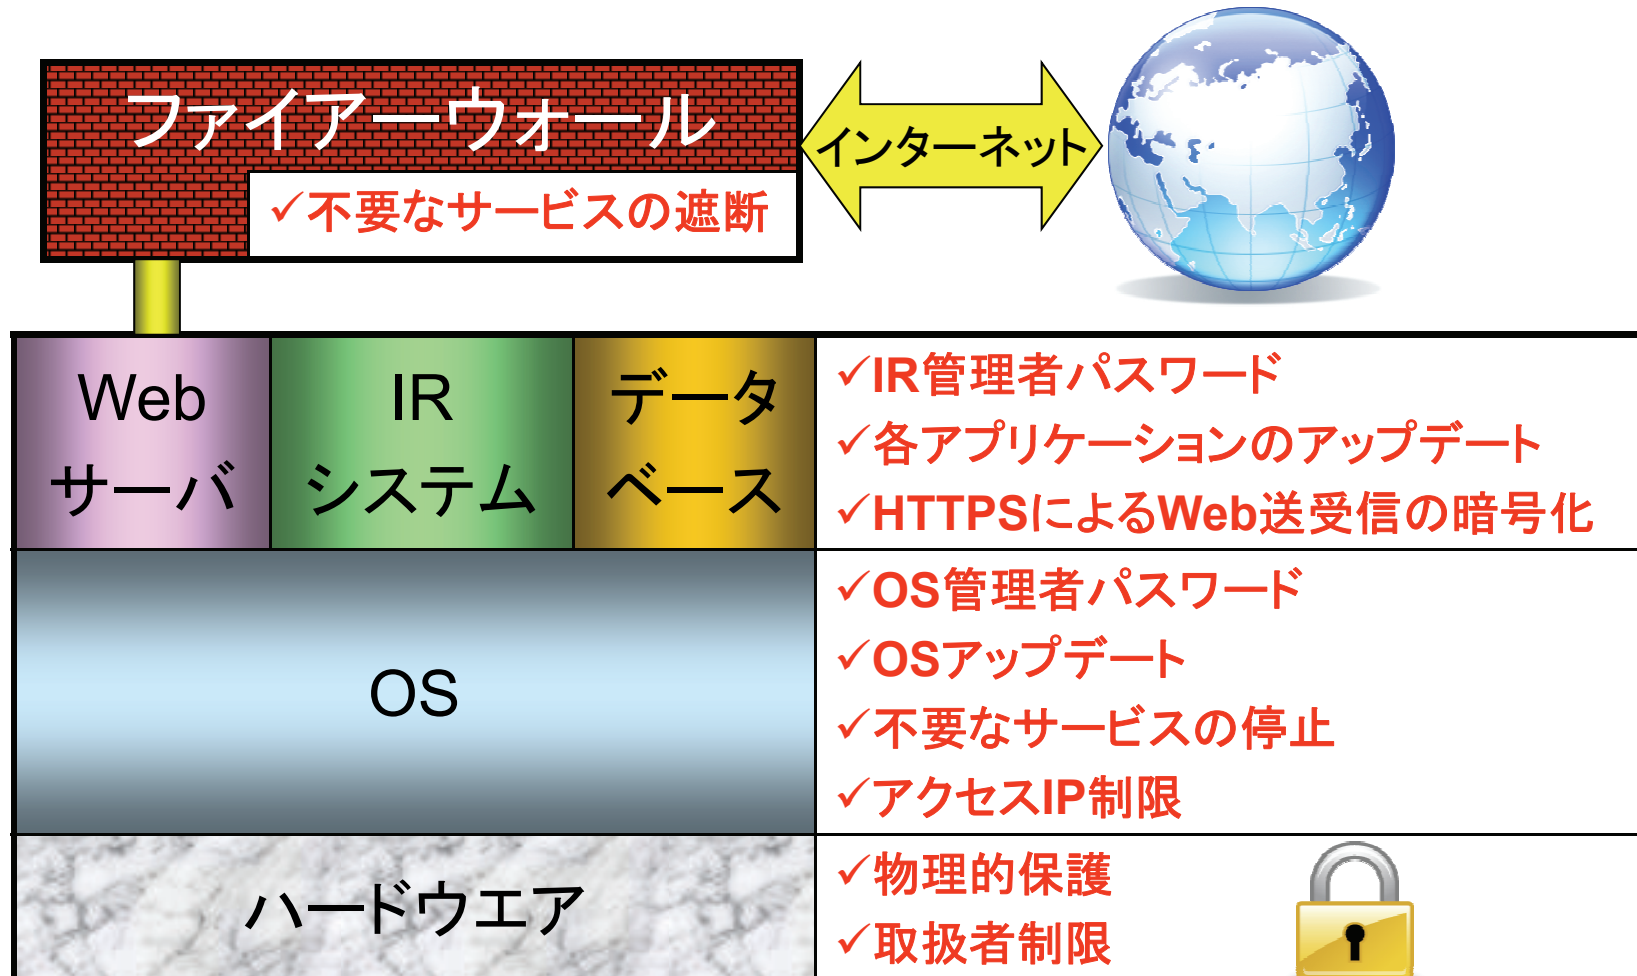 ファイアーウォール
✓不要なサービスの遮断
インターネット
Web
サーバ
IR
システム
データ
ベース
✓IR管理者パスワード
✓各アプリケーションのアップデート
✓HTTPSによるWeb送受信の暗号化
OS
✓OS管理者パスワード
✓OSアップデート
✓不要なサービスの停止
✓アクセスIP制限
ハードウエア
✓物理的保護
✓取扱者制限